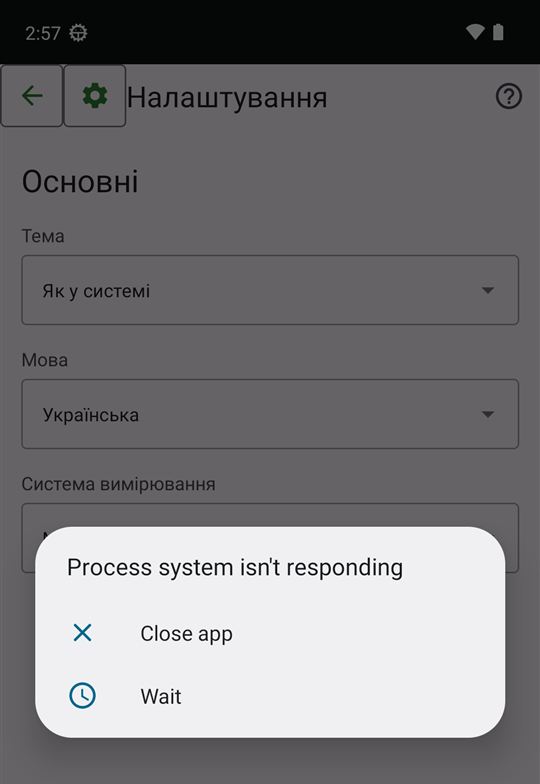 2:57
Налаштування
Основні
Тема
Як у системі
Мова
Українська
Система вимірювання
Process system isn't responding
Close app
Wait